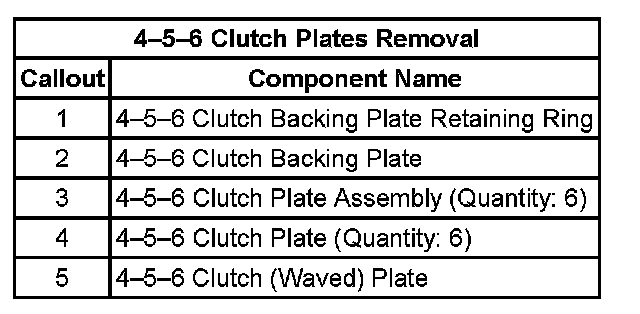 4–5–6 Clutch Plates Removal
Callout Component Name
1 4–5–6 Clutch Backing Plate Retaining Ring
2 4–5–6 Clutch Backing Plate
3 4–5–6 Clutch Plate Assembly (Quantity: 6)
4 4–5–6 Clutch Plate (Quantity: 6)
5 4–5–6 Clutch (Waved) Plate